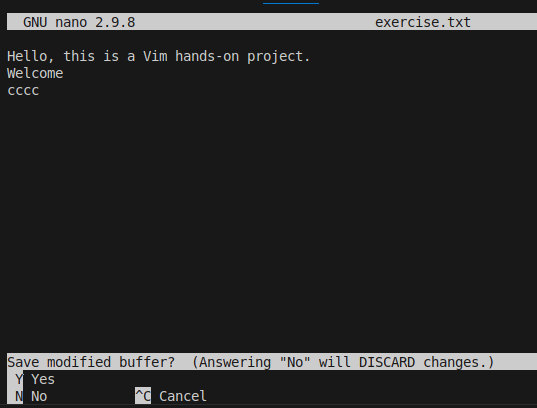 GNU nano 2.9.8 exercise.txt
Hello, this is a Vim hands-on project.
Welcome
cccc
Save modified buffer?  (Answering "No" will DISCARD changes.)
Y Yes
N No ^C Cancel